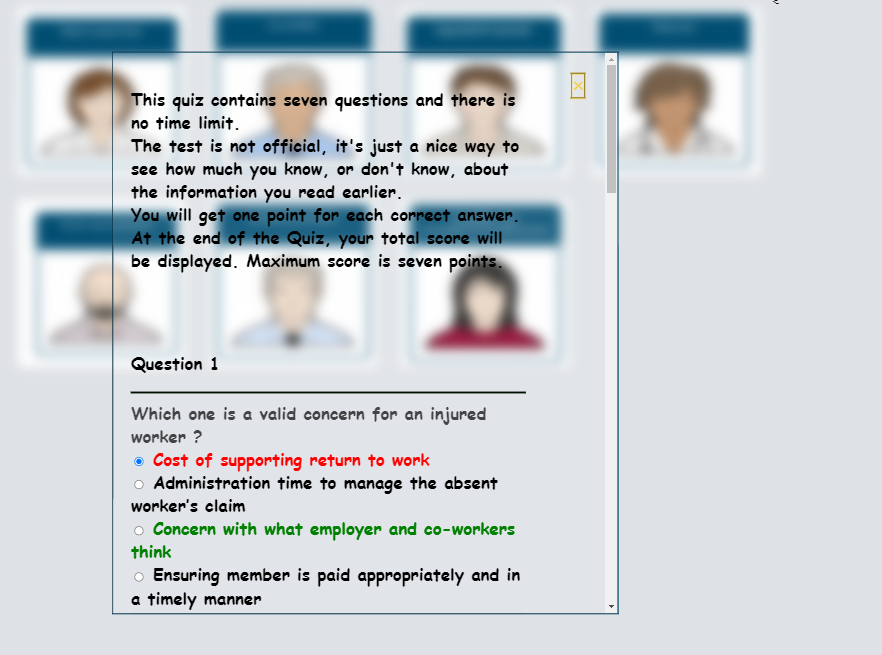 This quiz contains seven questions and there is
no time limit.
The test is not official, it's just a nice way to
see how much you know, or don't know, about
the information you read earlier.
You will get one point for each correct answer.
At the end of the Quiz, your total score will
be displayed. Maximum score is seven points.
Question 1
Which one is a valid concern for an injured
worker ?
Cost of supporting return to work
Administration time to manage the absent
worker's claim
Concern with what employer and co-workers
think
Ensuring member is paid appropriately and in
a timely manner